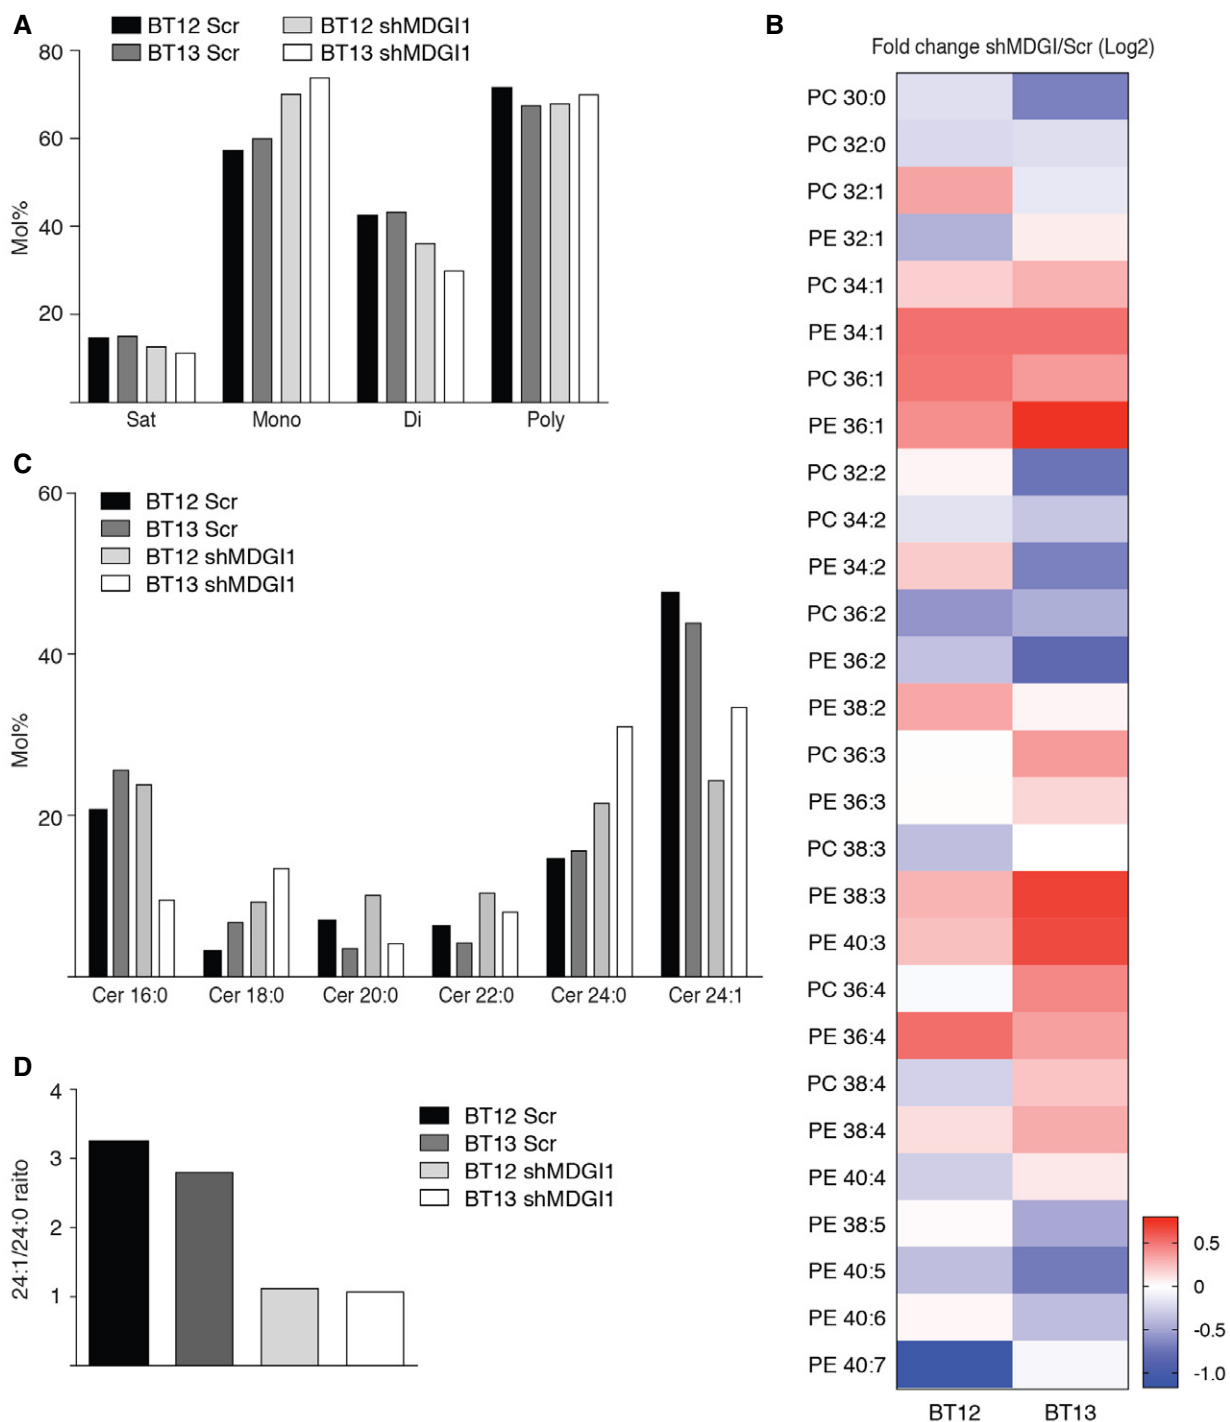 A
BT12 Scr
BT12 shMDGI1
BT13 Scr
BT13 shMDGI1
80
60
40
20
Mol%
Sat
Mono
Di
Poly
B
Fold change shMDGI/Scr (Log2)
PC 30:0
PC 32:0
PC 32:1
PE 32:1
PC 34:1
PE 34:1
PC 36:1
PE 36:1
PC 32:2
PC 34:2
PE 34:2
PC 36:2
PE 36:2
PE 38:2
PC 36:3
PE 36:3
PC 38:3
PE 38:3
PE 40:3
PC 36:4
PE 36:4
PC 38:4
PE 38:4
PE 40:4
PE 38:5
PE 40:5
PE 40:6
PE 40:7
BT12
BT13
0.5
0
-0.5
-1.0
C
BT12 Scr
BT13 Scr
BT12 shMDGI1
BT13 shMDGI1
60
40
20
Mol%
Cer 16:0
Cer 18:0
Cer 20:0
Cer 22:0
Cer 24:0
Cer 24:1
D
4
3
2
1
24:1/24:0 raito
BT12 Scr
BT13 Scr
BT12 shMDGI1
BT13 shMDGI1